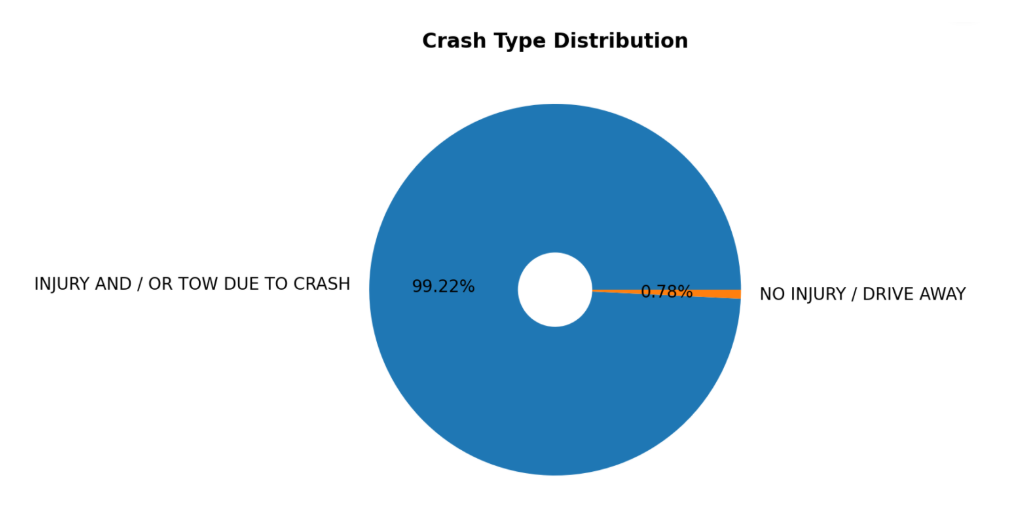 Crash Type Distribution
INJURY AND / OR TOW DUE TO CRASH
99.22%
0.78%
NO INJURY / DRIVE AWAY